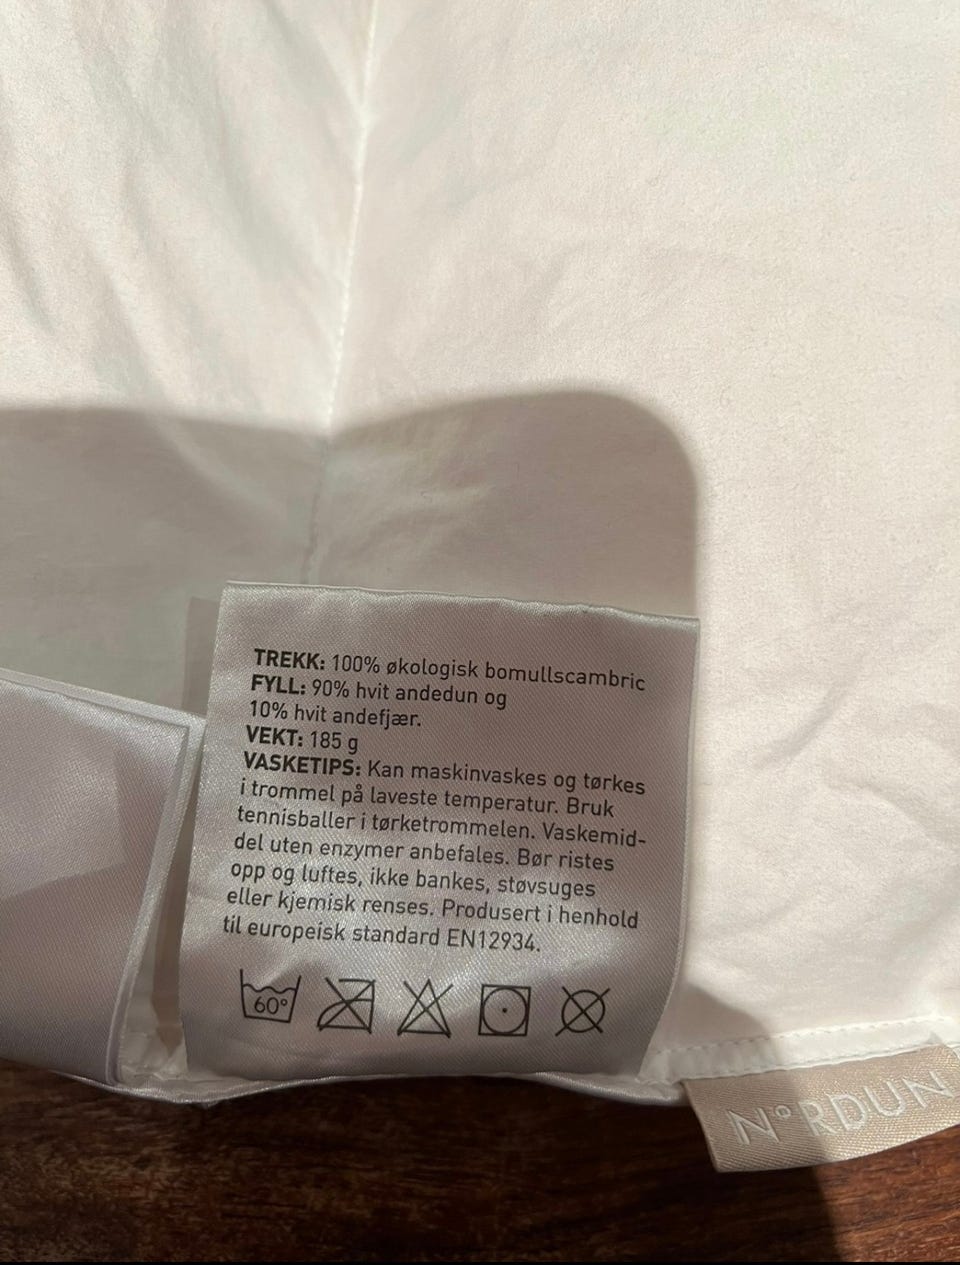 TREKK: 100% økologisk bomullscambric
FYLL: 90% hvit andedun og
10% hvit andefjær.
VEKT: 185 g
VASKETIPS: Kan maskinvaskes og tørkes
i trommel på laveste temperatur. Bruk
tennisballer i tørketrommelen. Vaskemid-
del uten enzymer anbefales. Bør ristes
opp og luftes, ikke bankes, støvsuges
eller kjemisk renses. Produsert i henhold
til europeisk standard EN12934.
60°
N°RDUN